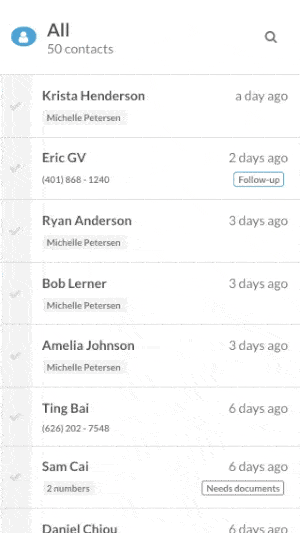 All
50 contacts
Krista Henderson a day ago
Michelle Petersen
Eric GV 2 days ago
(401) 868 - 1240 Follow-up
Ryan Anderson 3 days ago
Michelle Petersen
Bob Lerner 3 days ago
Michelle Petersen
Amelia Johnson 3 days ago
Michelle Petersen
Ting Bai 6 days ago
(626) 202 - 7548
Sam Cai 6 days ago
2 numbers Needs documents
Daniel Chiou 6 days ago